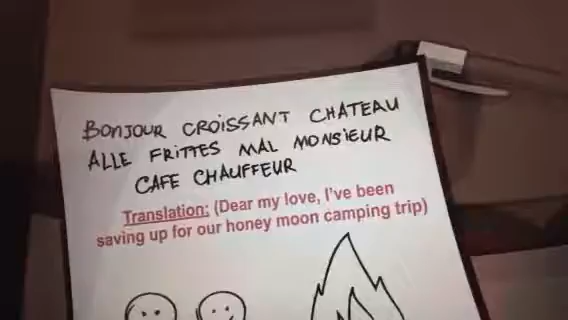 BONJOUR CROISSANT CHATEAU
ALLE FRITTES MAL MONSIEUR
CAFE CHAUFFEUR
Translation: (Dear my love, I've been
saving up for our honey moon camping trip)